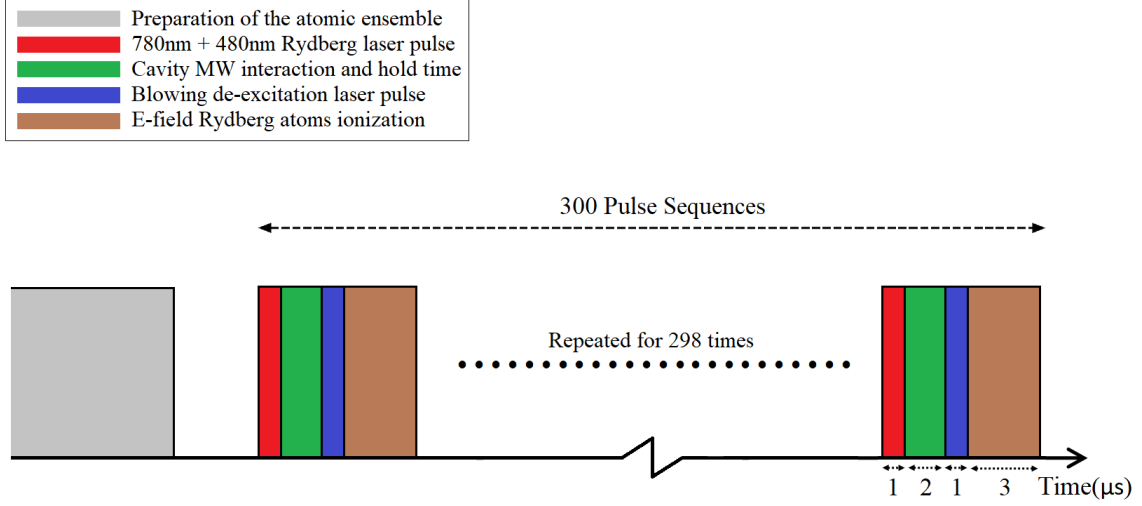 Preparation of the atomic ensemble
780nm + 480nm Rydberg laser pulse
Cavity MW interaction and hold time
Blowing de-excitation laser pulse
E-field Rydberg atoms ionization
300 Pulse Sequences
Repeated for 298 times
1 2 1 3 Time(μs)